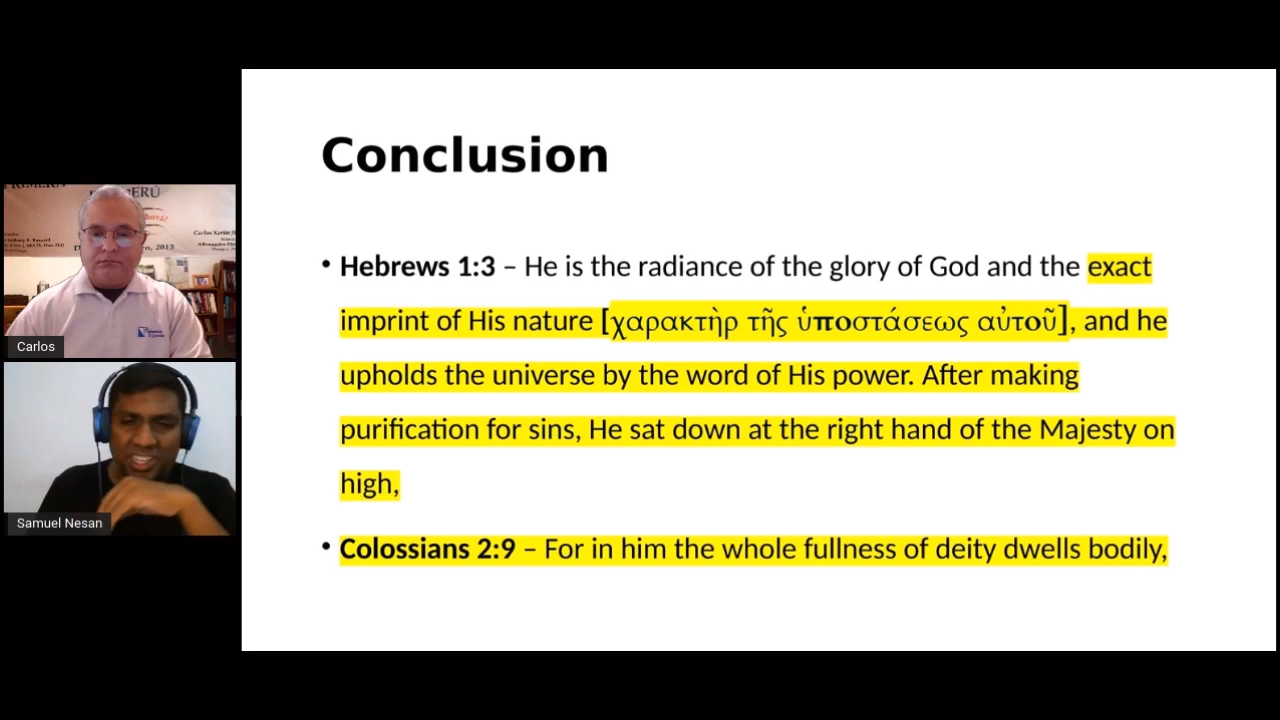 Conclusion
• Hebrews 1:3 – He is the radiance of the glory of God and the exact
imprint of His nature [χαρακτὴρ τῆς ὑποστάσεως αὐτοῦ], and he
upholds the universe by the word of His power. After making
purification for sins, He sat down at the right hand of the Majesty on
high,
• Colossians 2:9 – For in him the whole fullness of deity dwells bodily,
PERÚ
2015
Carlos
Samuel Nesan